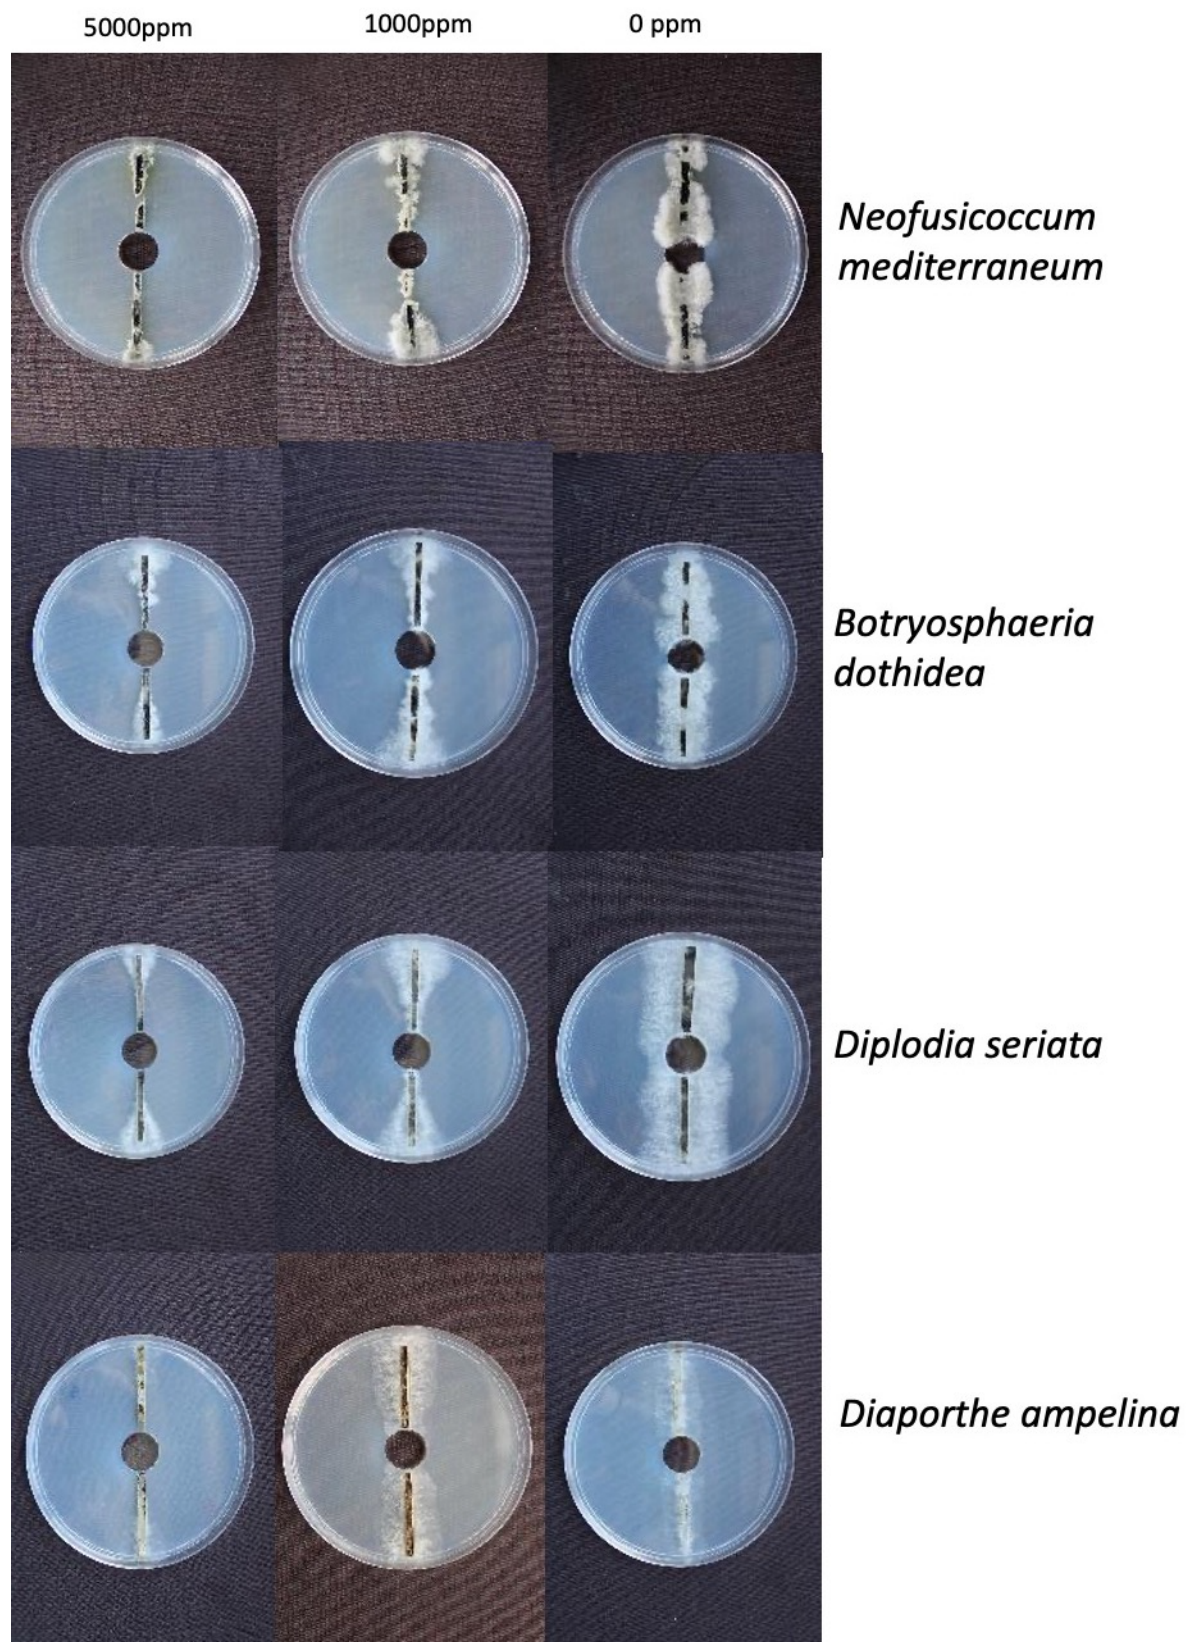 5000ppm
1000ppm
0 ppm
Neofusicoccum
mediterraneum
Botryosphaeria
dothidea
Diplodia seriata
Diaporthe ampelina